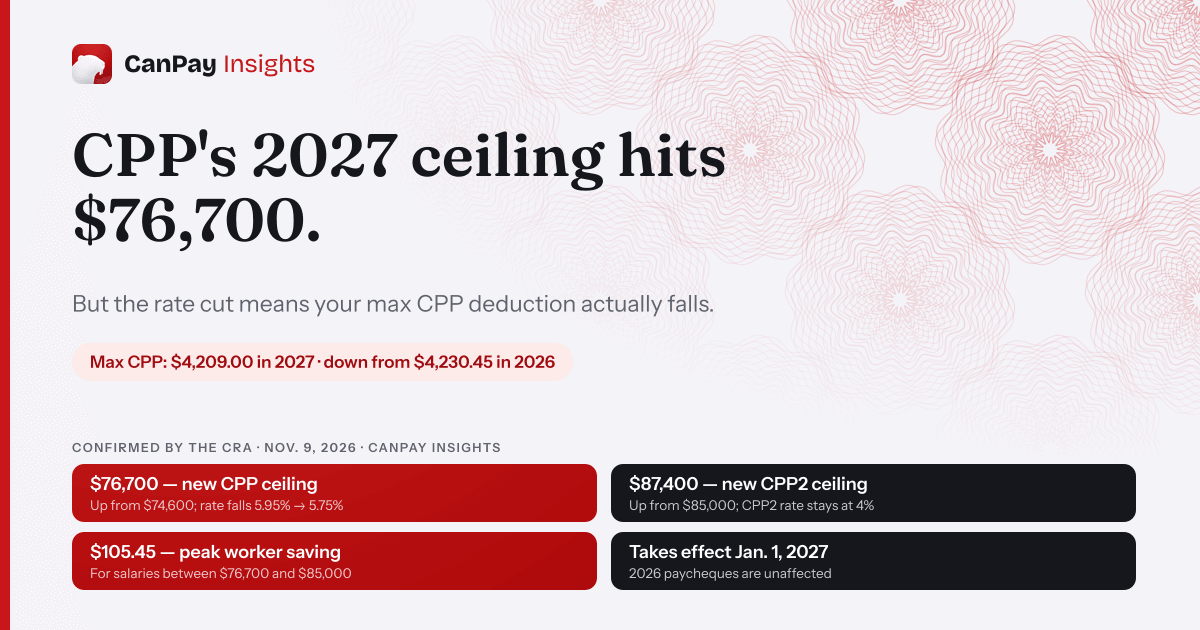 CanPay Insights
CPP's 2027 ceiling hits
$76,700.
But the rate cut means your max CPP deduction actually falls.
Max CPP: $4,209.00 in 2027 · down from $4,230.45 in 2026
CONFIRMED BY THE CRA · NOV. 9, 2026 · CANPAY INSIGHTS
$76,700 — new CPP ceiling
Up from $74,600; rate falls 5.95% → 5.75%
$87,400 — new CPP2 ceiling
Up from $85,000; CPP2 rate stays at 4%
$105.45 — peak worker saving
For salaries between $76,700 and $85,000
Takes effect Jan. 1, 2027
2026 paycheques are unaffected